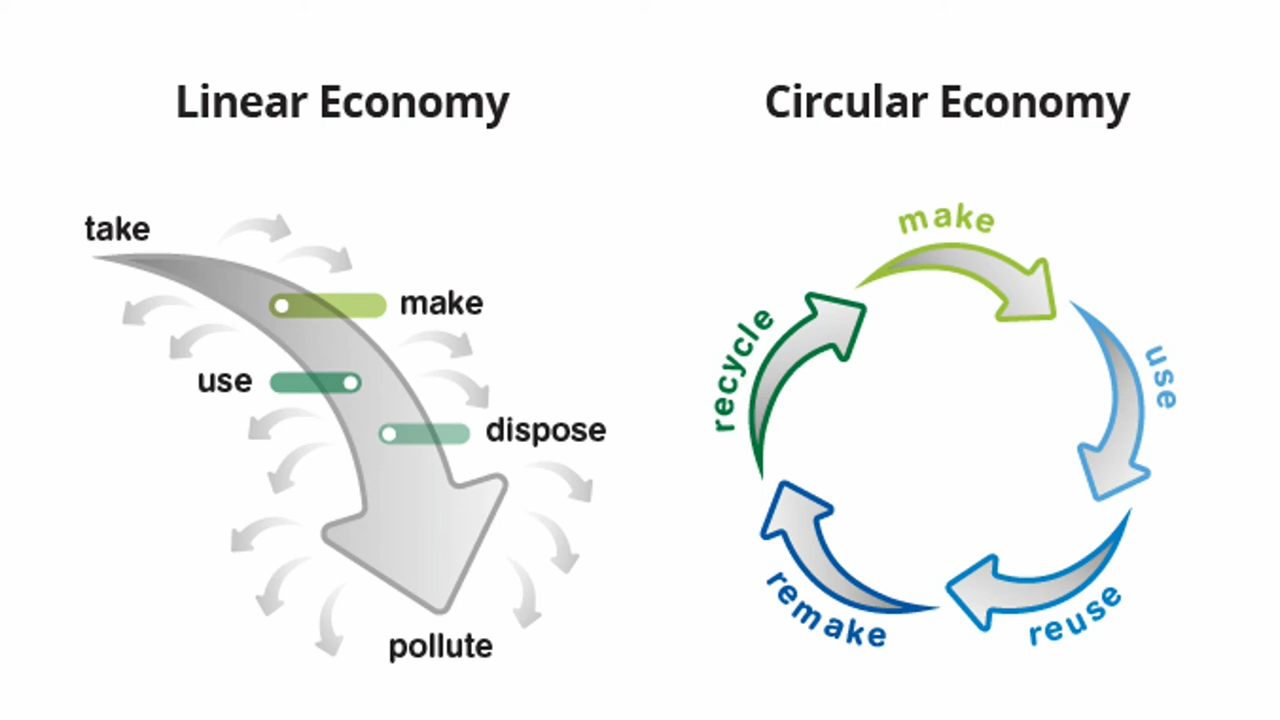 Linear Economy
take
make
use
dispose
pollute
Circular Economy
make
use
reuse
remake
recycle